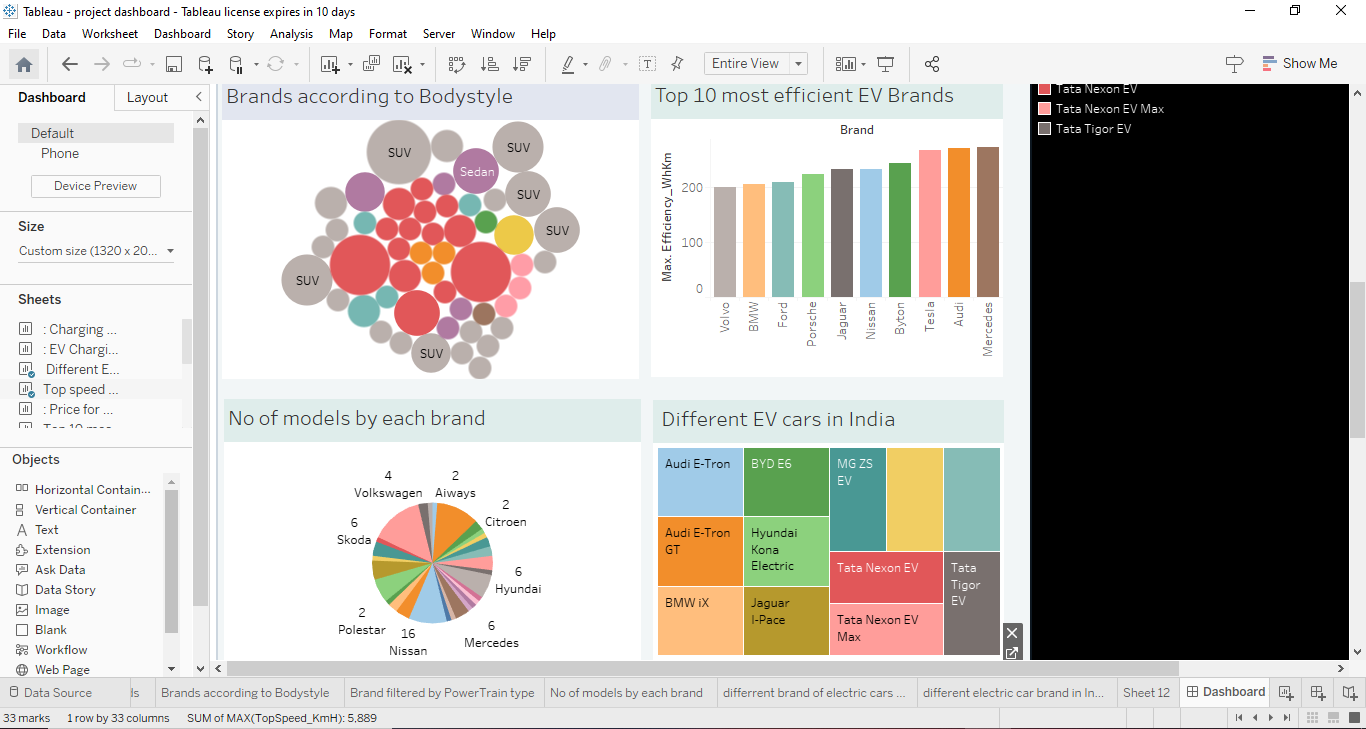 Tableau - project dashboard - Tableau license expires in 10 days
File Data Worksheet Dashboard Story Analysis Map Format Server Window Help
Entire View
Show Me
Dashboard Layout
Default
Phone
Device Preview
Size
Custom size (1320 x 20...
Sheets
: Charging ...
: EV Chargi...
Different E...
Top speed ...
: Price for ...
Objects
Horizontal Contain...
Vertical Container
Text
Extension
Ask Data
Data Story
Image
Blank
Workflow
Web Page
Brands according to Bodystyle
SUV
SUV
Sedan
SUV
SUV
SUV
SUV
Top 10 most efficient EV Brands
Brand
Max. Efficiency_WhKm
200
100
0
Volvo
BMW
Ford
Porsche
Jaguar
Nissan
Byton
Tesla
Audi
Mercedes
Tata Nexon EV
Tata Nexon EV Max
Tata Tigor EV
No of models by each brand
4
Volkswagen
2
Aiways
2
Citroen
6
Skoda
6
Hyundai
2
Polestar
16
Nissan
6
Mercedes
Different EV cars in India
Audi E-Tron
BYD E6
MG ZS
EV
Audi E-Tron
GT
Hyundai
Kona
Electric
Tata Nexon EV
Tata
Tigor
EV
BMW iX
Jaguar
I-Pace
Tata Nexon EV
Max
Data Source ls Brands according to Bodystyle Brand filtered by PowerTrain type No of models by each brand differrent brand of electric cars ... different electric car brand in In... Sheet 12 Dashboard
33 marks 1 row by 33 columns SUM of MAX(TopSpeed_KmH): 5,889